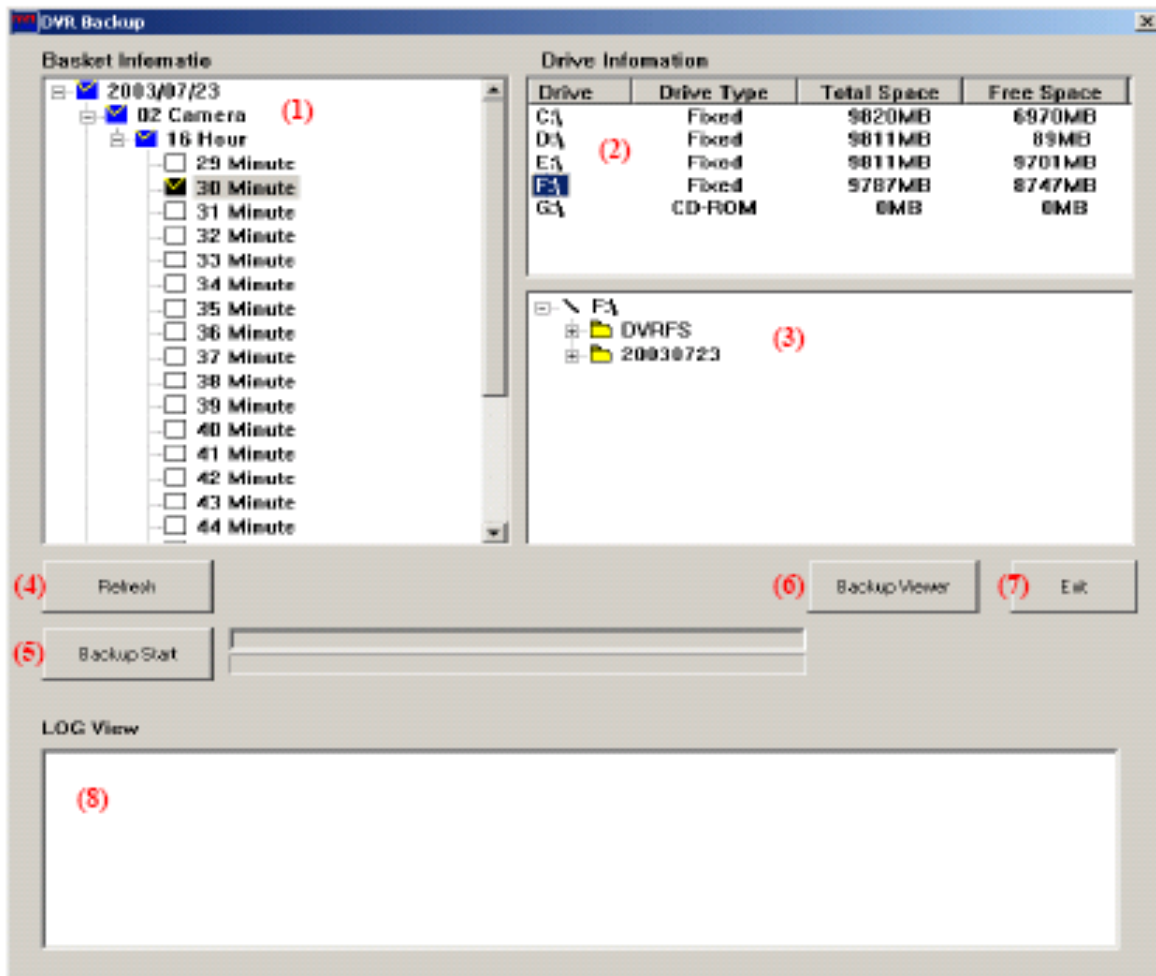 DVR Backup
Basket Infomatio
2003/07/23
02 Camera
(1)
16 Hour
29 Minute
30 Minute
31 Minute
32 Minute
33 Minute
34 Minute
35 Minute
36 Minute
37 Minute
38 Minute
39 Minute
40 Minute
41 Minute
42 Minute
43 Minute
44 Minute
Drive Infomation
Drive Drive Type Total Space Free Space
C:\ Fixed 9820MB 6970MB
D:\ Fixed 9811MB 89MB
(2)
E:\ Fixed 9811MB 9701MB
F:\ Fixed 9787MB 8747MB
G:\ CD-ROM 0MB 0MB
F:\
DVRFS
(3)
20030723
(4) Refresh
(6) Backup Viewer
(7) Exit
(5) Backup Start
LOG View
(8)